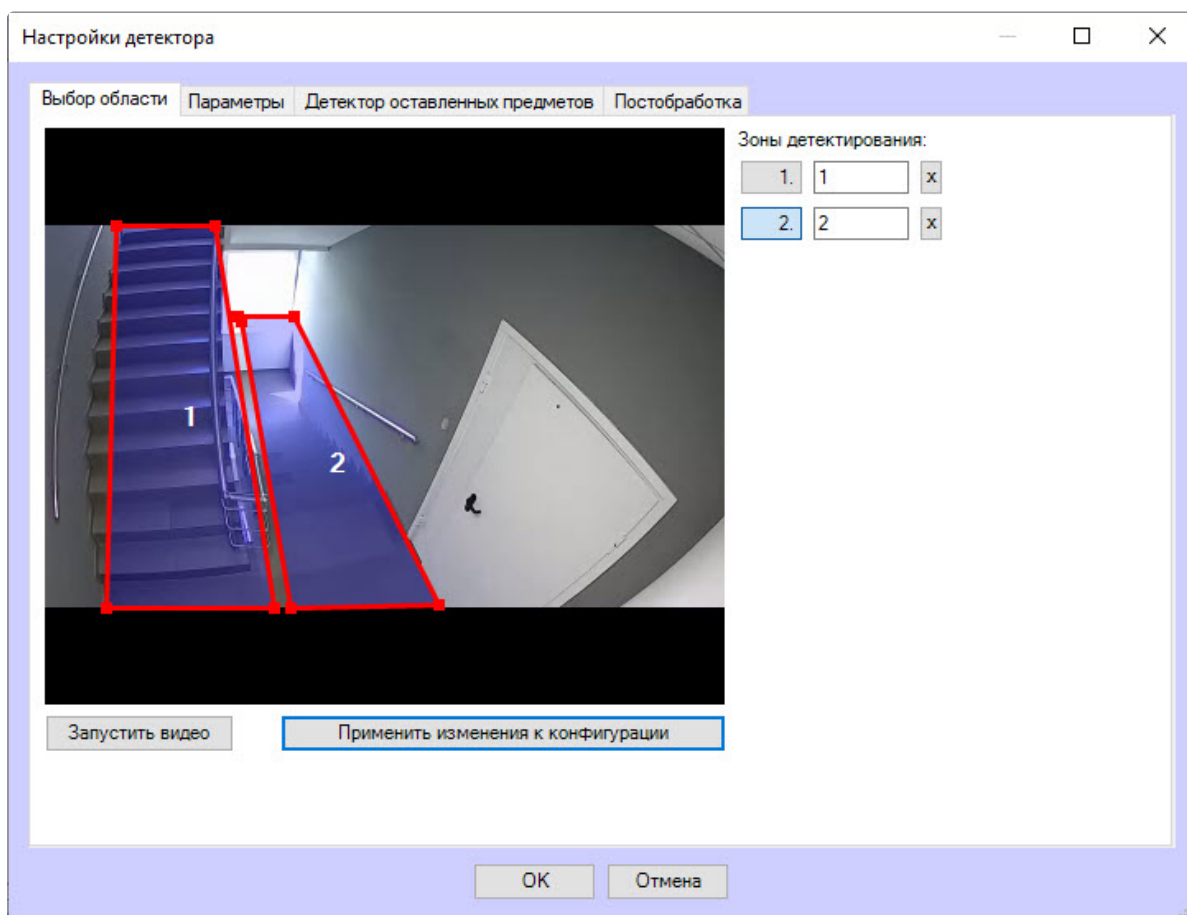 Настройки детектора
Выбор области Параметры Детектор оставленных предметов Постобработка
Зоны детектирования:
1. 1 x
2. 2 x
1
2
Запустить видео Применить изменения к конфигурации
OK Отмена